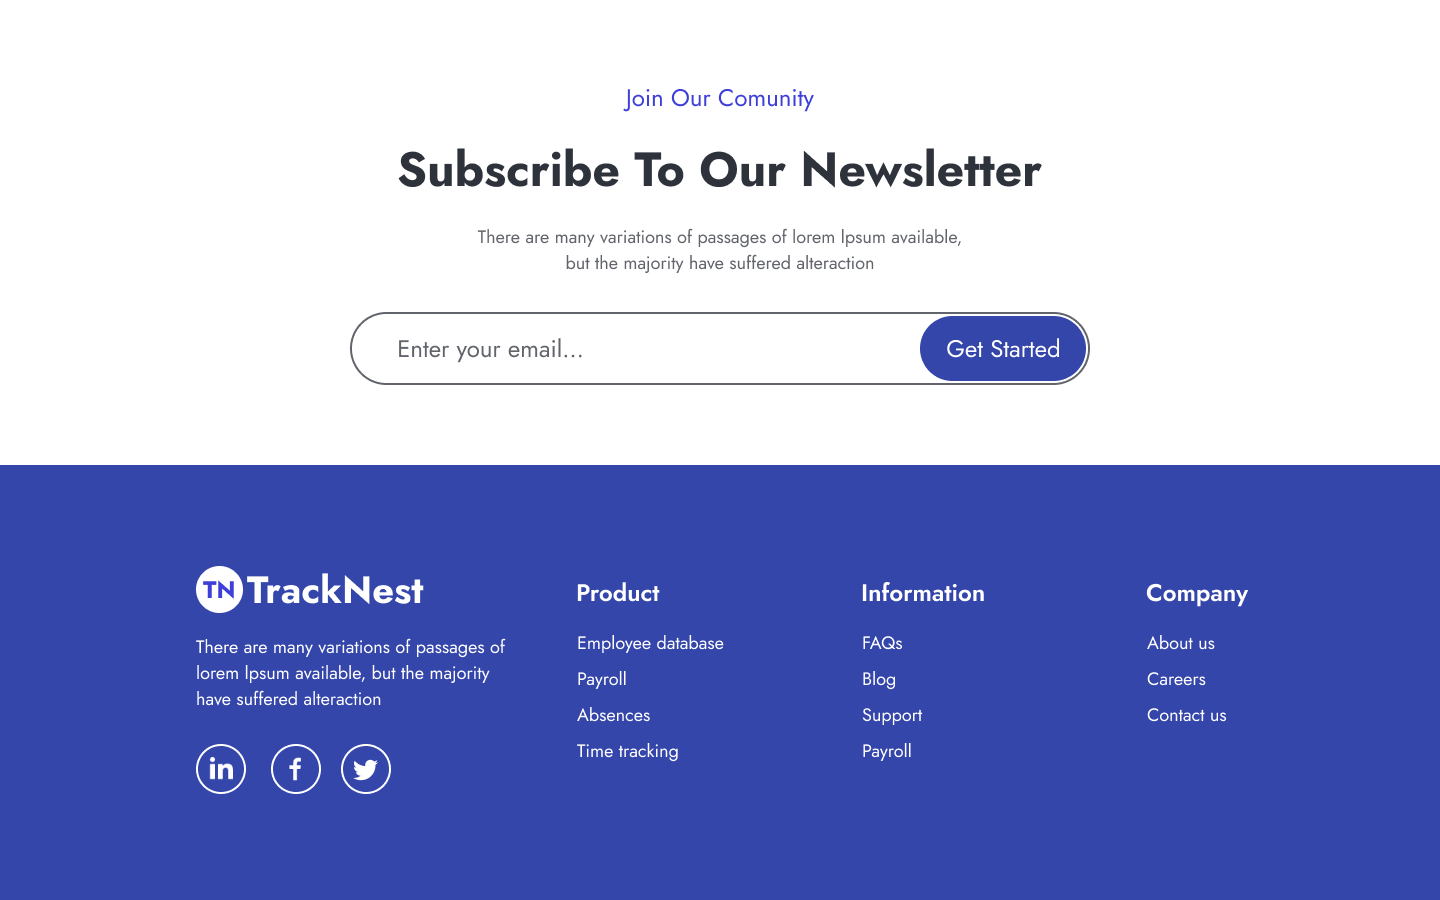 Join Our Comunity
Subscribe To Our Newsletter
There are many variations of passages of lorem lpsum available,
but the majority have suffered alteraction
Enter your email...
Get Started
TN TrackNest
There are many variations of passages of
lorem lpsum available, but the majority
have suffered alteraction
in
f
Product
Employee database
Payroll
Absences
Time tracking
Information
FAQs
Blog
Support
Payroll
Company
About us
Careers
Contact us